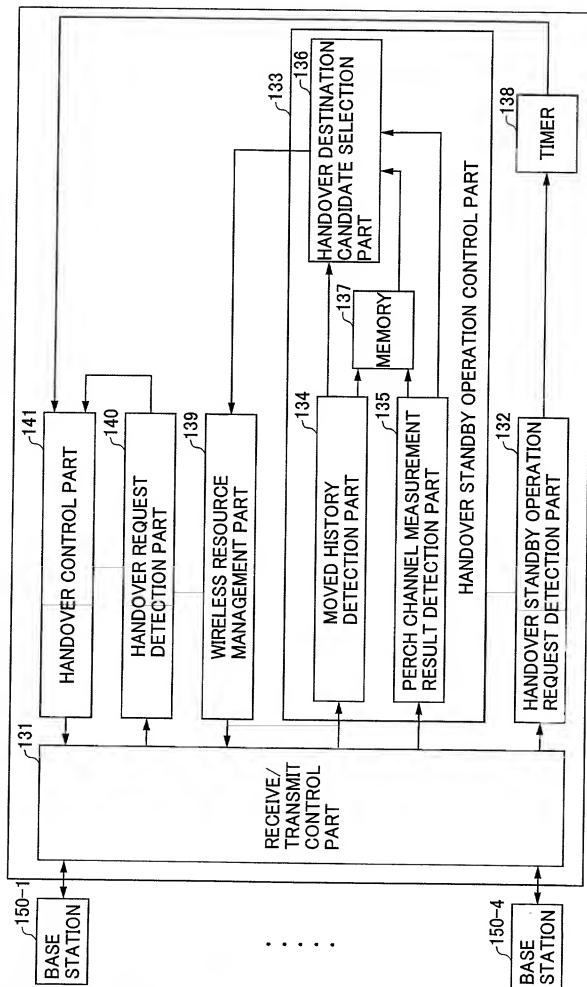 150-1
BASE
STATION
. . . . .
150-4
BASE
STATION
131
RECEIVE/
TRANSMIT
CONTROL
PART
141
HANDOVER CONTROL PART
140
HANDOVER REQUEST
DETECTION PART
139
WIRELESS RESOURCE
MANAGEMENT PART
133
134
MOVED HISTORY
DETECTION PART
135
PERCH CHANNEL MEASUREMENT
RESULT DETECTION PART
137
MEMORY
136
HANDOVER DESTINATION
CANDIDATE SELECTION
PART
HANDOVER STANDBY OPERATION CONTROL PART
132
HANDOVER STANDBY OPERATION
REQUEST DETECTION PART
138
TIMER